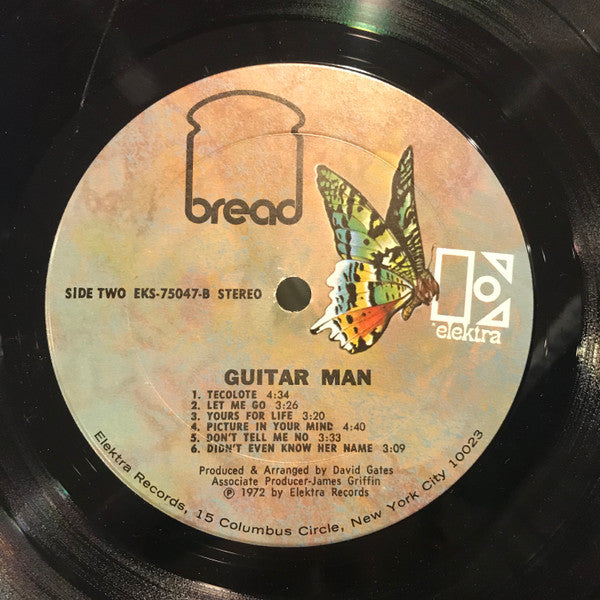 bread
elektra
SIDE TWO EKS-75047-B STEREO
GUITAR MAN
1. TECOLOTE 4:34
2. LET ME GO 3:26
3. YOURS FOR LIFE 3:20
4. PICTURE IN YOUR MIND 4:40
5. DON'T TELL ME NO 3:33
6. DIDN'T EVEN KNOW HER NAME 3:09
Produced & Arranged by David Gates
Associate Producer-James Griffin
℗ 1972 by Elektra Records
Elektra Records, 15 Columbus Circle, New York City 10023